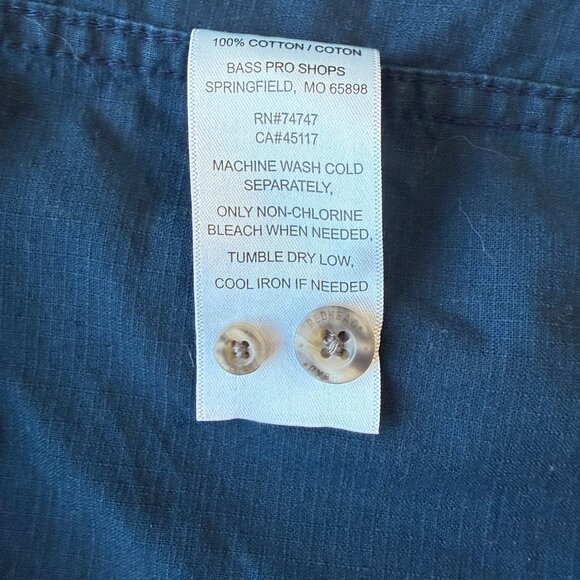 100% COTTON / COTON
BASS PRO SHOPS
SPRINGFIELD, MO 65898
RN#74747
CA#45117
MACHINE WASH COLD
SEPARATELY,
ONLY NON-CHLORINE
BLEACH WHEN NEEDED,
TUMBLE DRY LOW,
COOL IRON IF NEEDED
REDHEAD